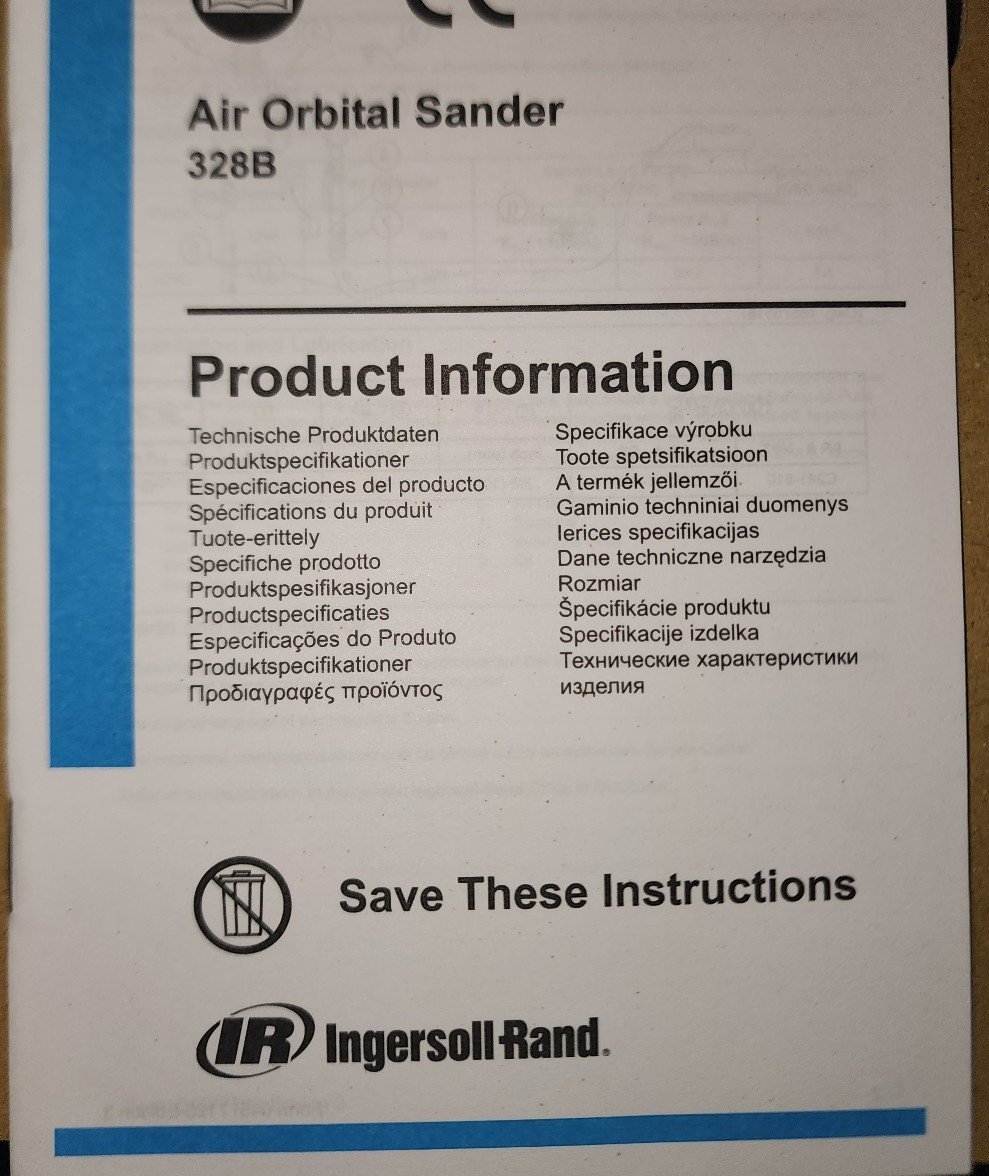 Air Orbital Sander
328B
Product Information
Technische Produktdaten
Produktspecifikationer
Especificaciones del producto
Spécifications du produit
Tuote-erittely
Specifiche prodotto
Produktspesifikasjoner
Productspecificaties
Especificações do Produto
Produktspecifikationer
Προδιαγραφές προϊόντος
Specifikace výrobku
Toote spetsifikatsioon
A termék jellemzői
Gaminio techniniai duomenys
Ierices specifikacijas
Dane techniczne narzędzia
Rozmiar
Špecifikácie produktu
Specifikacije izdelka
Технические характеристики
изделия
Save These Instructions
IR Ingersoll-Rand®